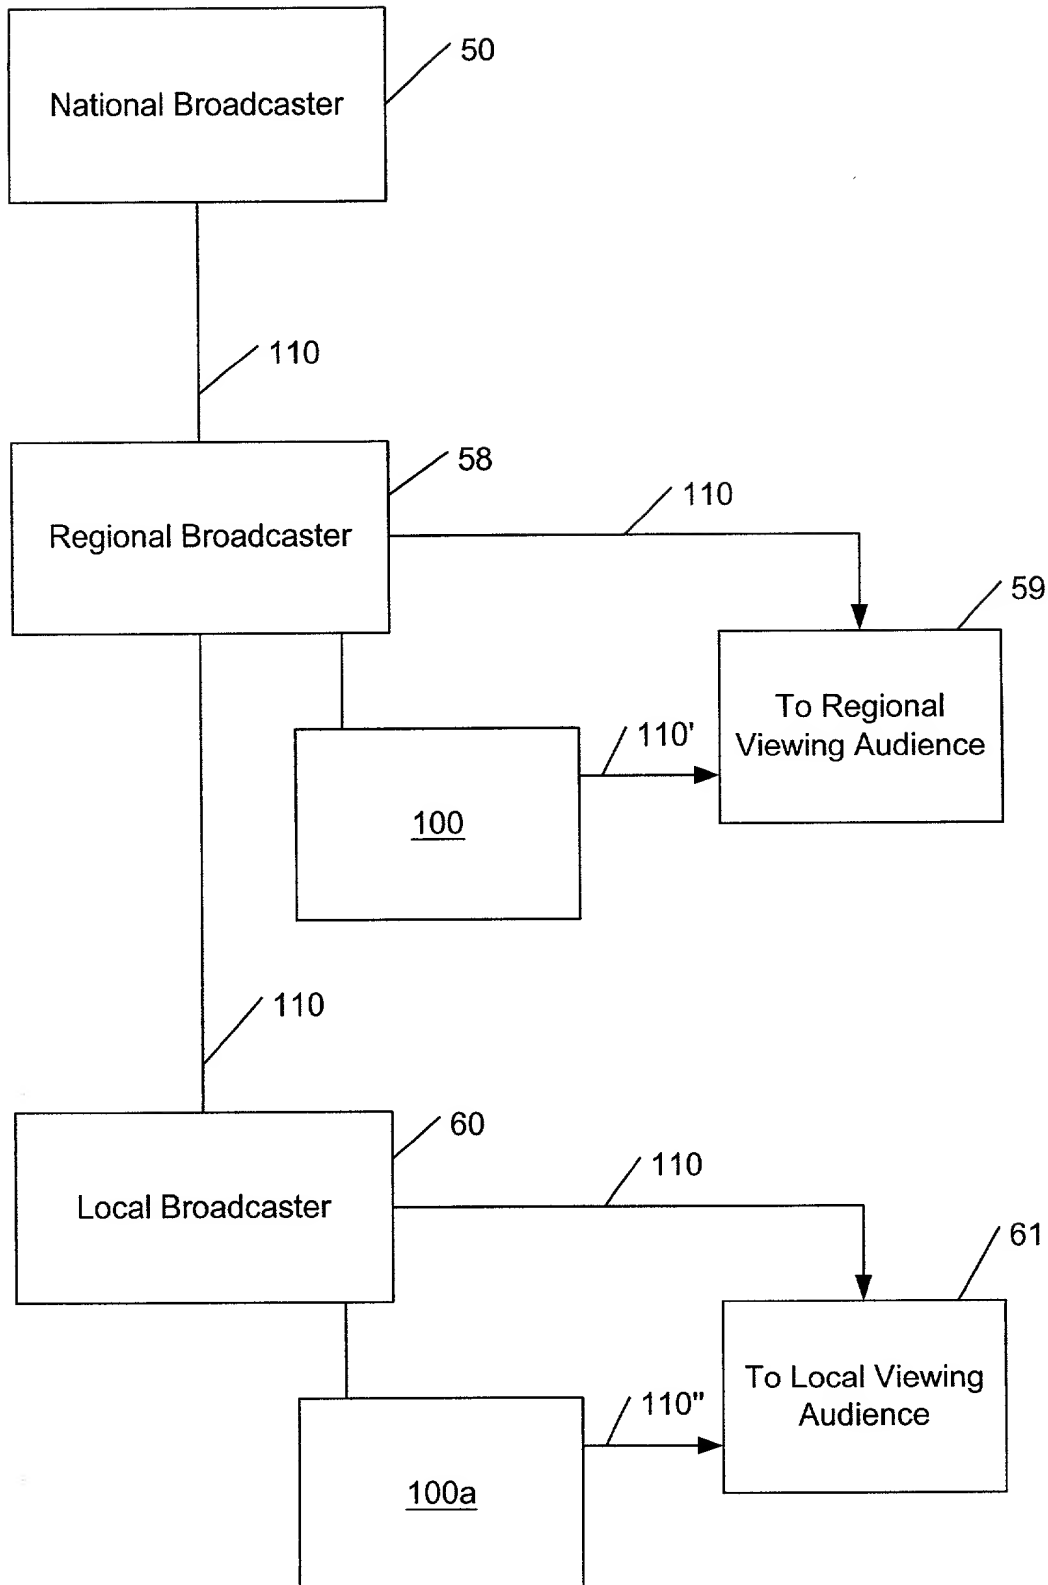 50
National Broadcaster
110
58
110
Regional Broadcaster
59
To Regional
Viewing Audience
110'
100
110
60
110
Local Broadcaster
61
To Local Viewing
Audience
110"
100a